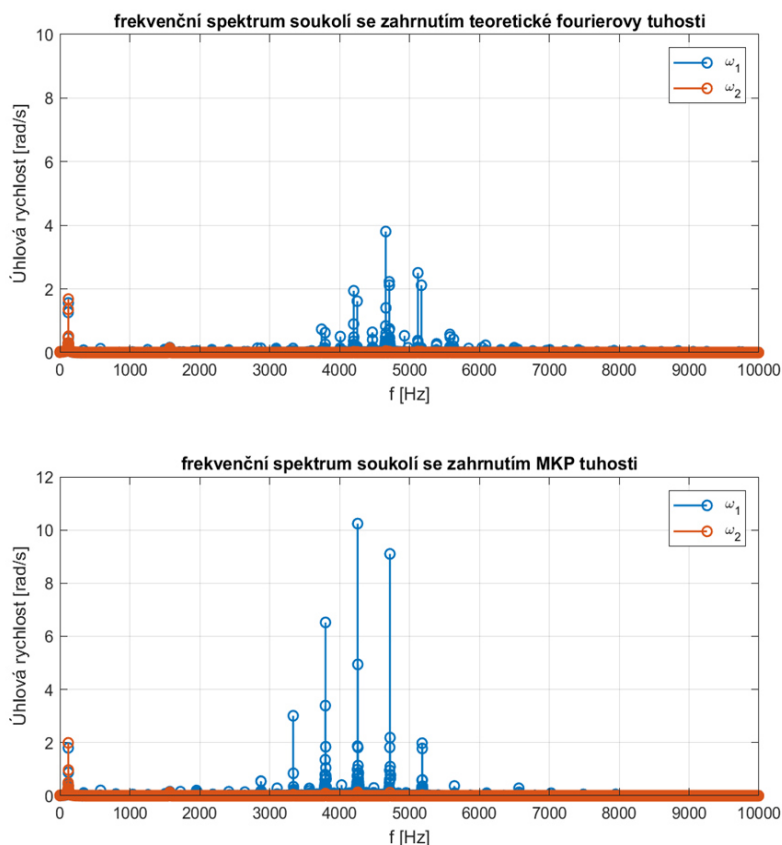 frekvenční spektrum soukolí se zahrnutím teoretické fourierovy tuhosti
10
8
6
4
2
0
Úhlová rychlost [rad/s]
ω1
ω2
0 1000 2000 3000 4000 5000 6000 7000 8000 9000 10000
f [Hz]
frekvenční spektrum soukolí se zahrnutím MKP tuhosti
12
10
8
6
4
2
0
Úhlová rychlost [rad/s]
ω1
ω2
0 1000 2000 3000 4000 5000 6000 7000 8000 9000 10000
f [Hz]